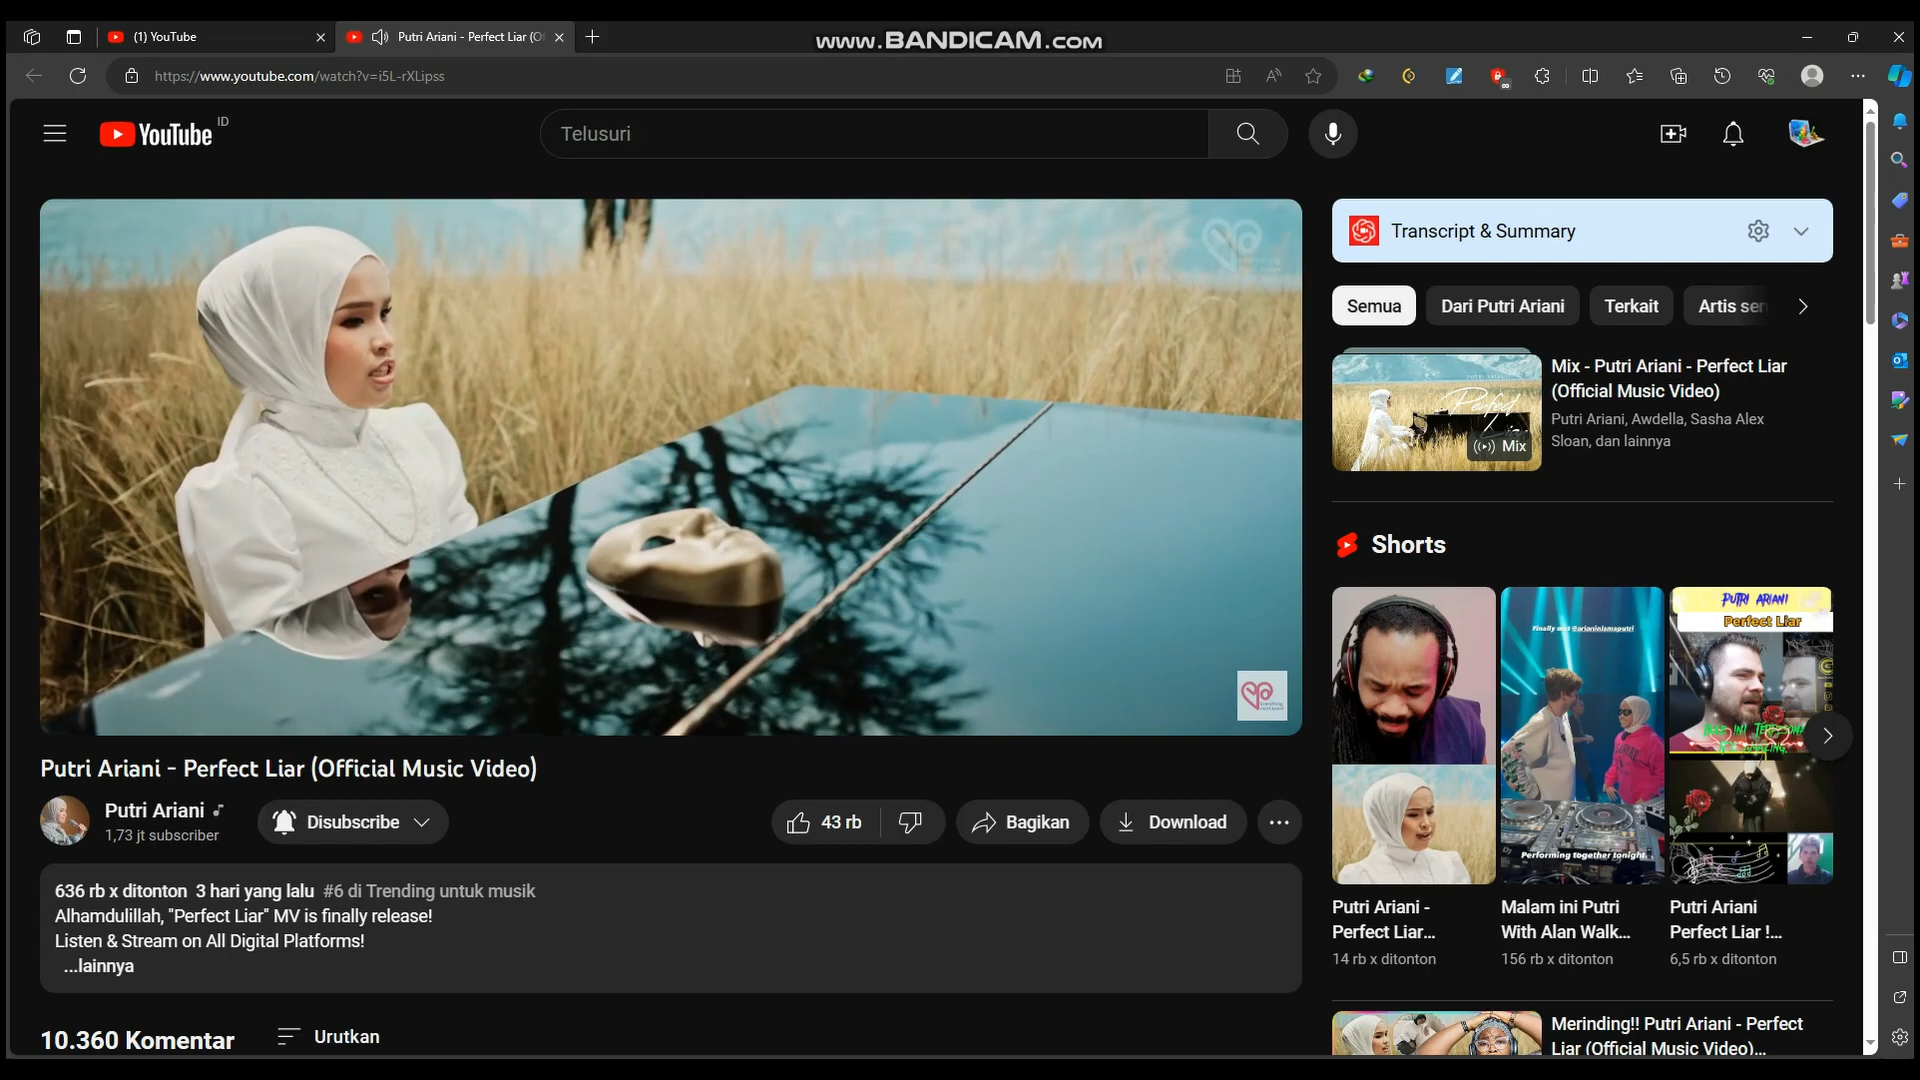 (1) YouTube
Putri Ariani - Perfect Liar (O
www.BANDICAM.com
https://www.youtube.com/watch?v=i5L-rXLipss
YouTube ID
Telusuri
Transcript & Summary
Semua
Dari Putri Ariani
Terkait
Artis ser
Mix - Putri Ariani - Perfect Liar
(Official Music Video)
Putri Ariani, Awdella, Sasha Alex
Sloan, dan lainnya
Perfect
Mix
Shorts
Finally met @arianinismaputri
Performing together tonight.
PUTRI ARIANI
Perfect Liar
Putri Ariani -
Perfect Liar...
14 rb x ditonton
Malam ini Putri
With Alan Walk...
156 rb x ditonton
Putri Ariani
Perfect Liar !...
6,5 rb x ditonton
Merinding!! Putri Ariani - Perfect
Liar (Official Music Video)...
Putri Ariani - Perfect Liar (Official Music Video)
Putri Ariani
1,73 jt subscriber
Disubscribe
43 rb
Bagikan
Download
636 rb x ditonton 3 hari yang lalu #6 di Trending untuk musik
Alhamdulillah, "Perfect Liar" MV is finally release!
Listen & Stream on All Digital Platforms!
...lainnya
10.360 Komentar
Urutkan